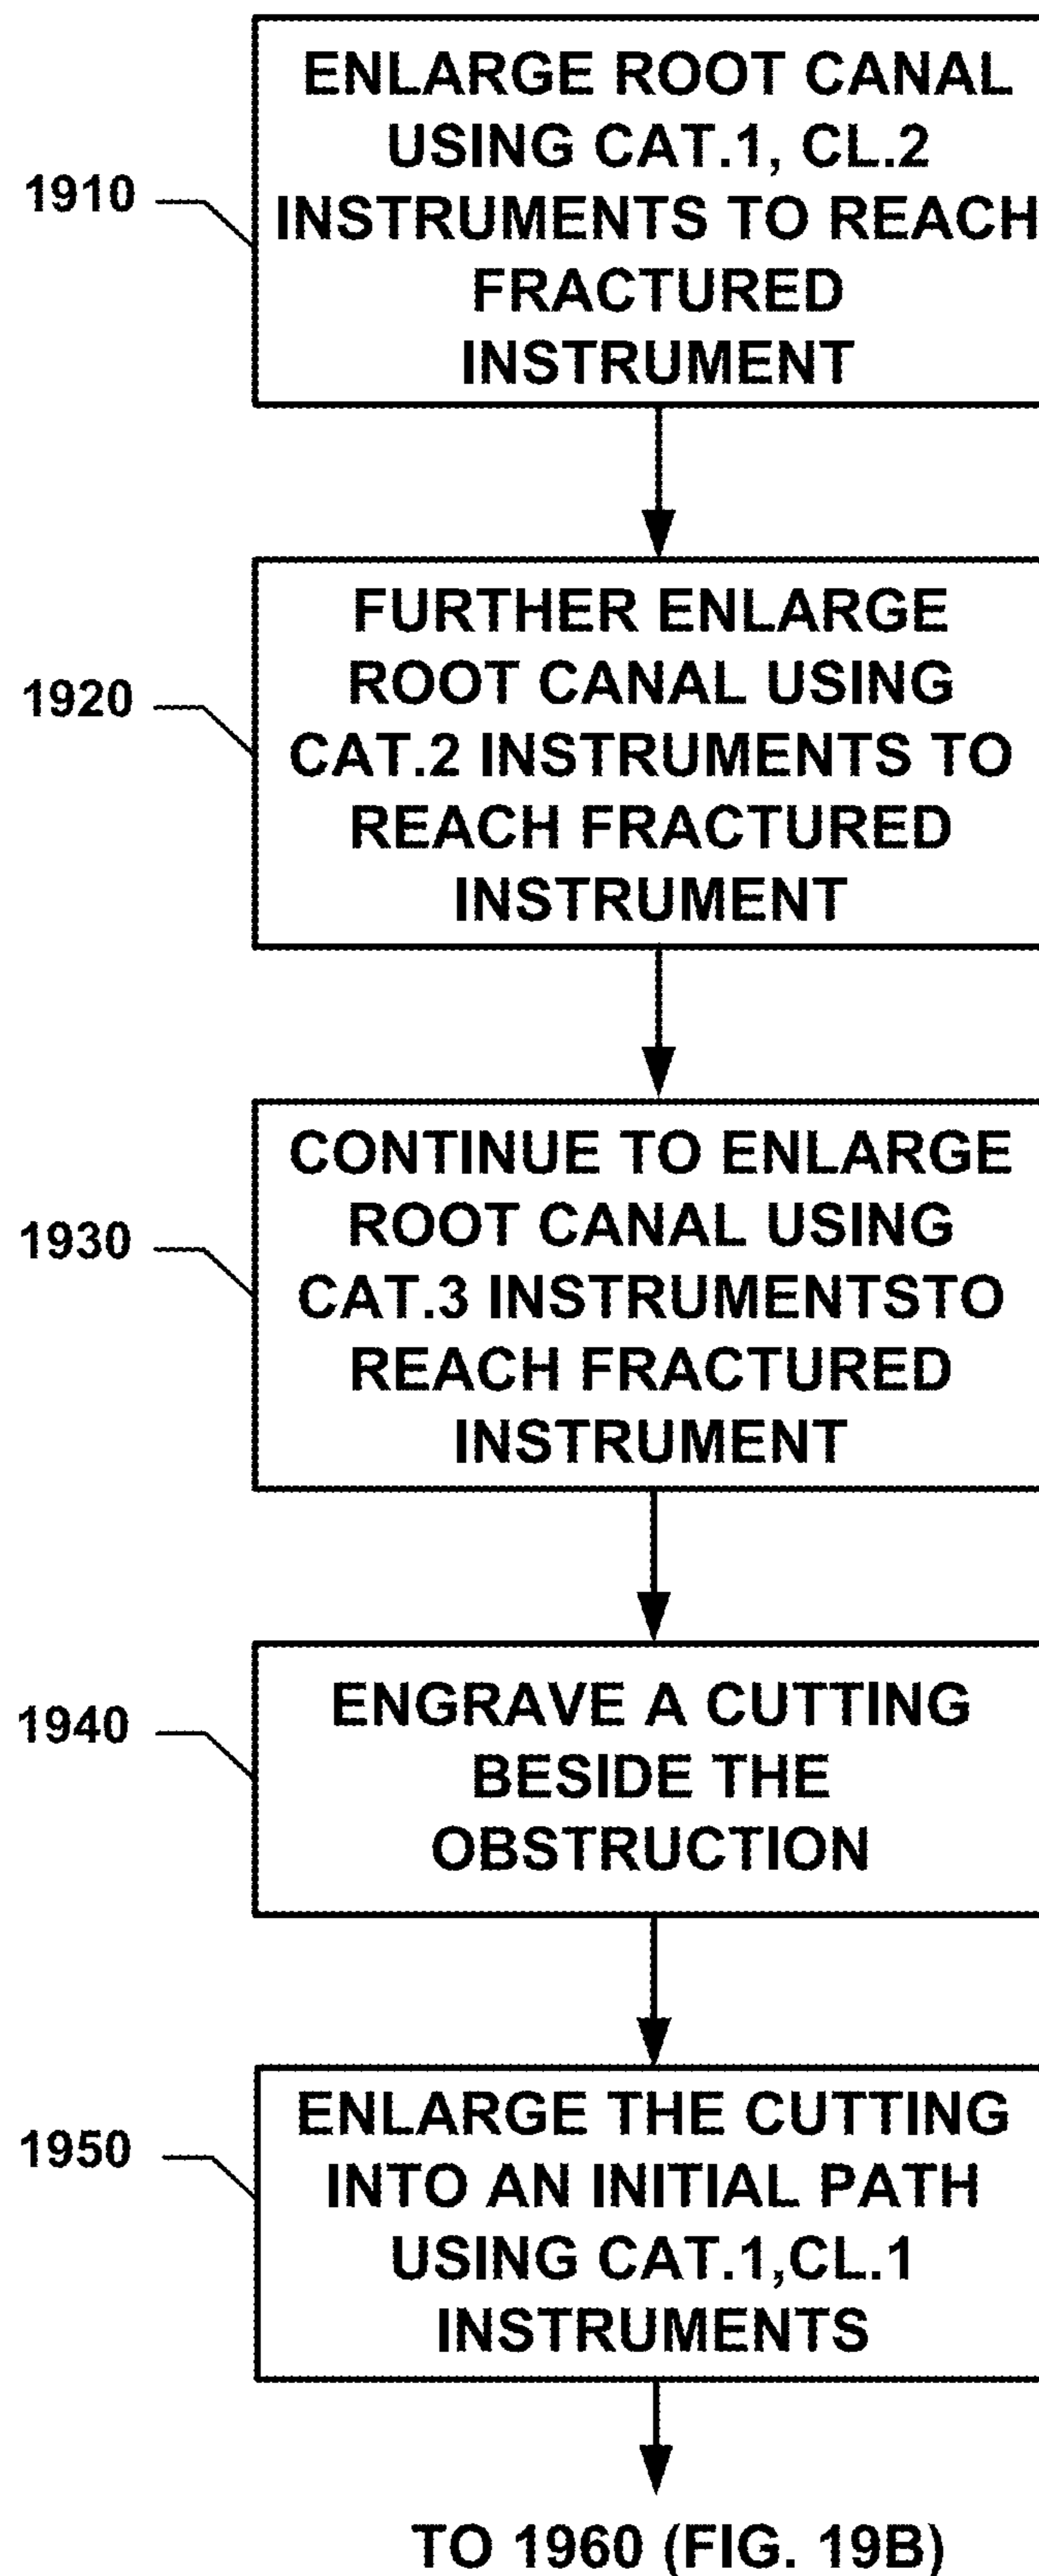 ENLARGE ROOT CANAL
USING CAT.1, CL.2
1910
INSTRUMENTS TO REACH
FRACTURED
INSTRUMENT
FURTHER ENLARGE
1920
ROOT CANAL USING
CAT.2 INSTRUMENTS TO
REACH FRACTURED
INSTRUMENT
CONTINUE TO ENLARGE
1930
ROOT CANAL USING
CAT.3 INSTRUMENTSTO
REACH FRACTURED
INSTRUMENT
1940
ENGRAVE A CUTTING
BESIDE THE
OBSTRUCTION
ENLARGE THE CUTTING
1950
INTO AN INITIAL PATH
USING CAT.1,CL.1
INSTRUMENTS
TO 1960 (FIG. 19B)